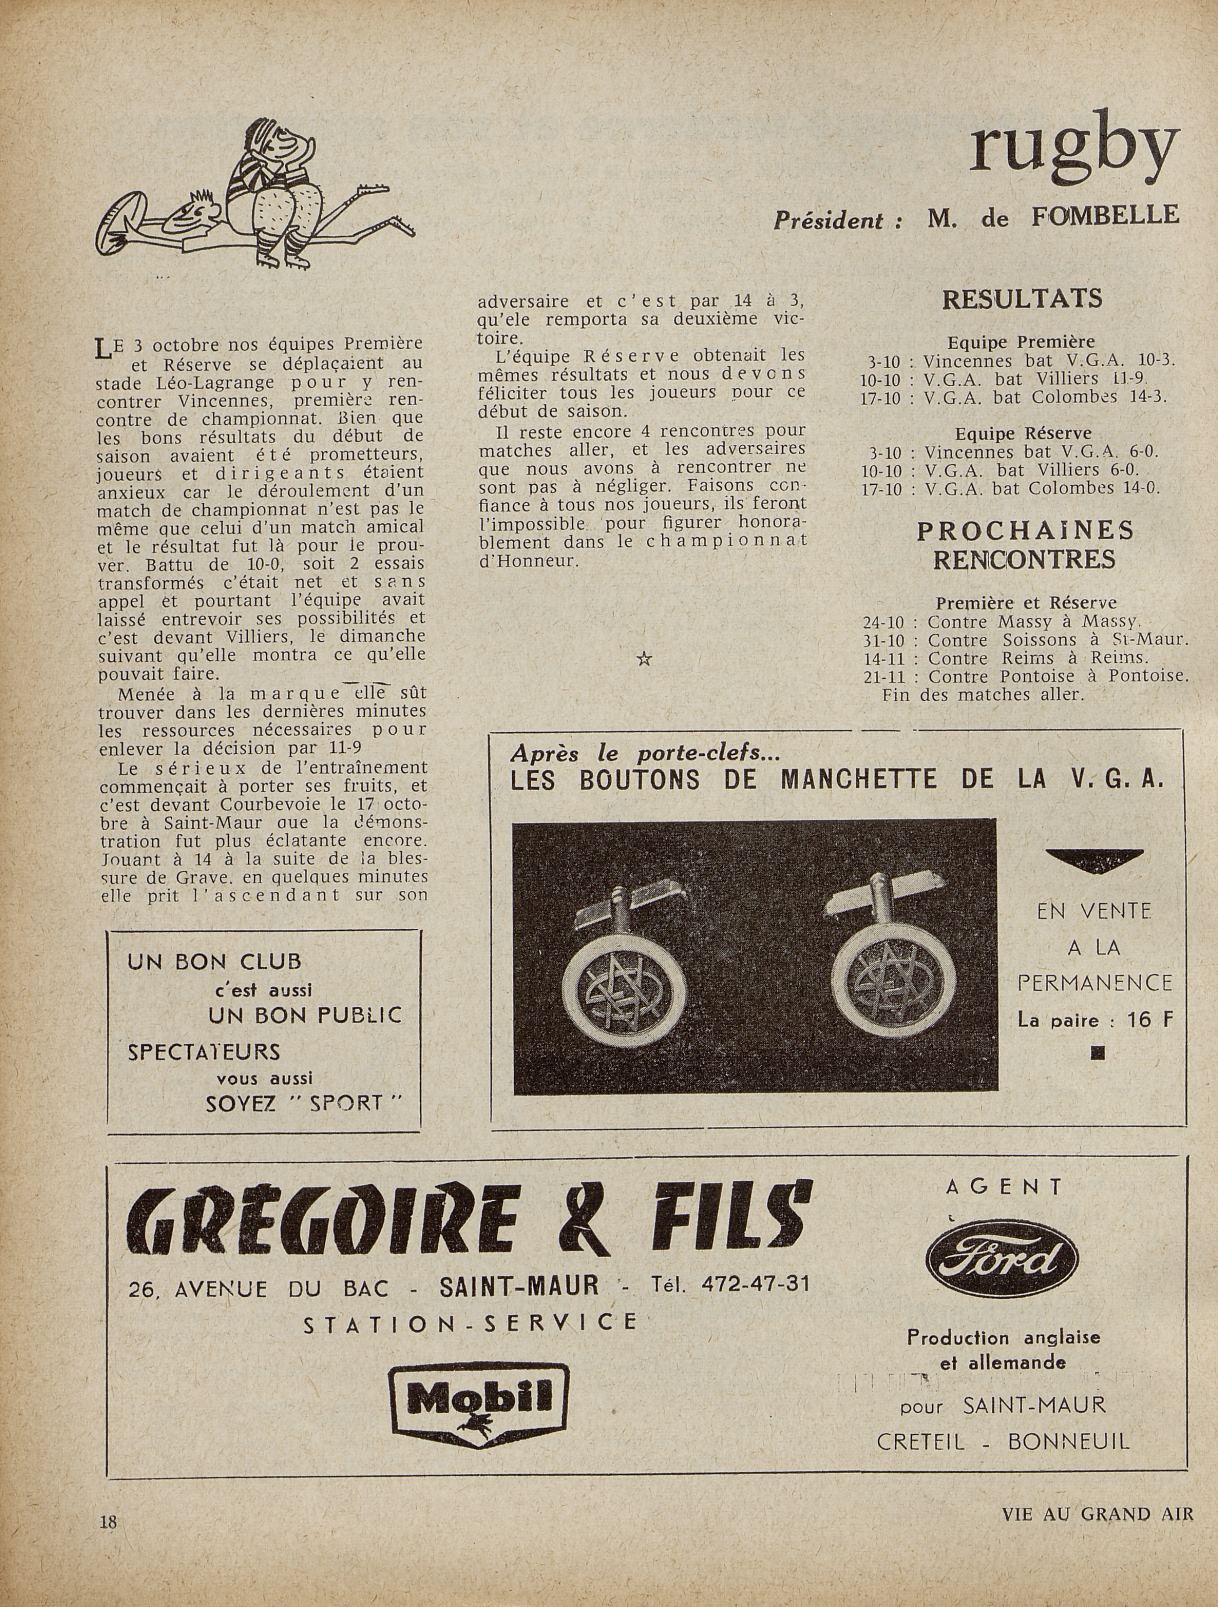 rugby
Président : M. de FOMBELLE
LE 3 octobre nos équipes Première
et Réserve se déplaçaient au
stade Léo-Lagrange pour y ren-
contrer Vincennes, première ren-
contre de championnat. Bien que
les bons résultats du début de
saison avaient été prometteurs,
joueurs et dirigeants étaient
anxieux car le déroulement d'un
match de championnat n'est pas le
même que celui d'un match amical
et le résultat fut là pour le prou-
ver. Battu de 10-0, soit 2 essais
transformés c'était net et sans
appel et pourtant l'équipe avait
laissé entrevoir ses possibilités et
c'est devant Villiers, le dimanche
suivant qu'elle montra ce qu'elle
pouvait faire.
Menée à la marque elle sût
trouver dans les dernières minutes
les ressources nécessaires pour
enlever la décision par 11-9
Le sérieux de l'entraînement
commençait à porter ses fruits, et
c'est devant Courbevoie le 17 octo-
bre à Saint-Maur que la démons-
tration fut plus éclatante encore.
Jouant à 14 à la suite de la bles-
sure de Grave. en quelques minutes
elle prit l'ascendant sur son
adversaire et c'est par 14 à 3,
qu'ele remporta sa deuxième vic-
toire.
L'équipe Réserve obtenait les
mêmes résultats et nous devons
féliciter tous les joueurs pour ce
début de saison.
Il reste encore 4 rencontres pour
matches aller, et les adversaires
que nous avons à rencontrer ne
sont pas à négliger. Faisons con-
fiance à tous nos joueurs, ils feront
l'impossible pour figurer honora-
blement dans le championnat
d'Honneur.
☆
RESULTATS
Equipe Première
3-10 : Vincennes bat V.G.A. 10-3.
10-10 : V.G.A. bat Villiers 11-9.
17-10 : V.G.A. bat Colombes 14-3.
Equipe Réserve
3-10 : Vincennes bat V.G.A. 6-0.
10-10 : V.G.A. bat Villiers 6-0.
17-10 : V.G.A. bat Colombes 14-0.
PROCHAINES
RENCONTRES
Première et Réserve
24-10 : Contre Massy à Massy.
31-10 : Contre Soissons à St-Maur.
14-11 : Contre Reims à Reims.
21-11 : Contre Pontoise à Pontoise.
Fin des matches aller.
Après le porte-clefs...
LES BOUTONS DE MANCHETTE DE LA V.G.A.
EN VENTE
A LA
PERMANENCE
La paire : 16 F
UN BON CLUB
c'est aussi
UN BON PUBLIC
SPECTATEURS
vous aussi
SOYEZ " SPORT "
GRÉGOIRE & FILS
26, AVENUE DU BAC - SAINT-MAUR - Tél. 472-47-31
STATION-SERVICE
Mobil
AGENT
Ford
Production anglaise
et allemande
pour SAINT-MAUR
CRETEIL - BONNEUIL
18
VIE AU GRAND AIR